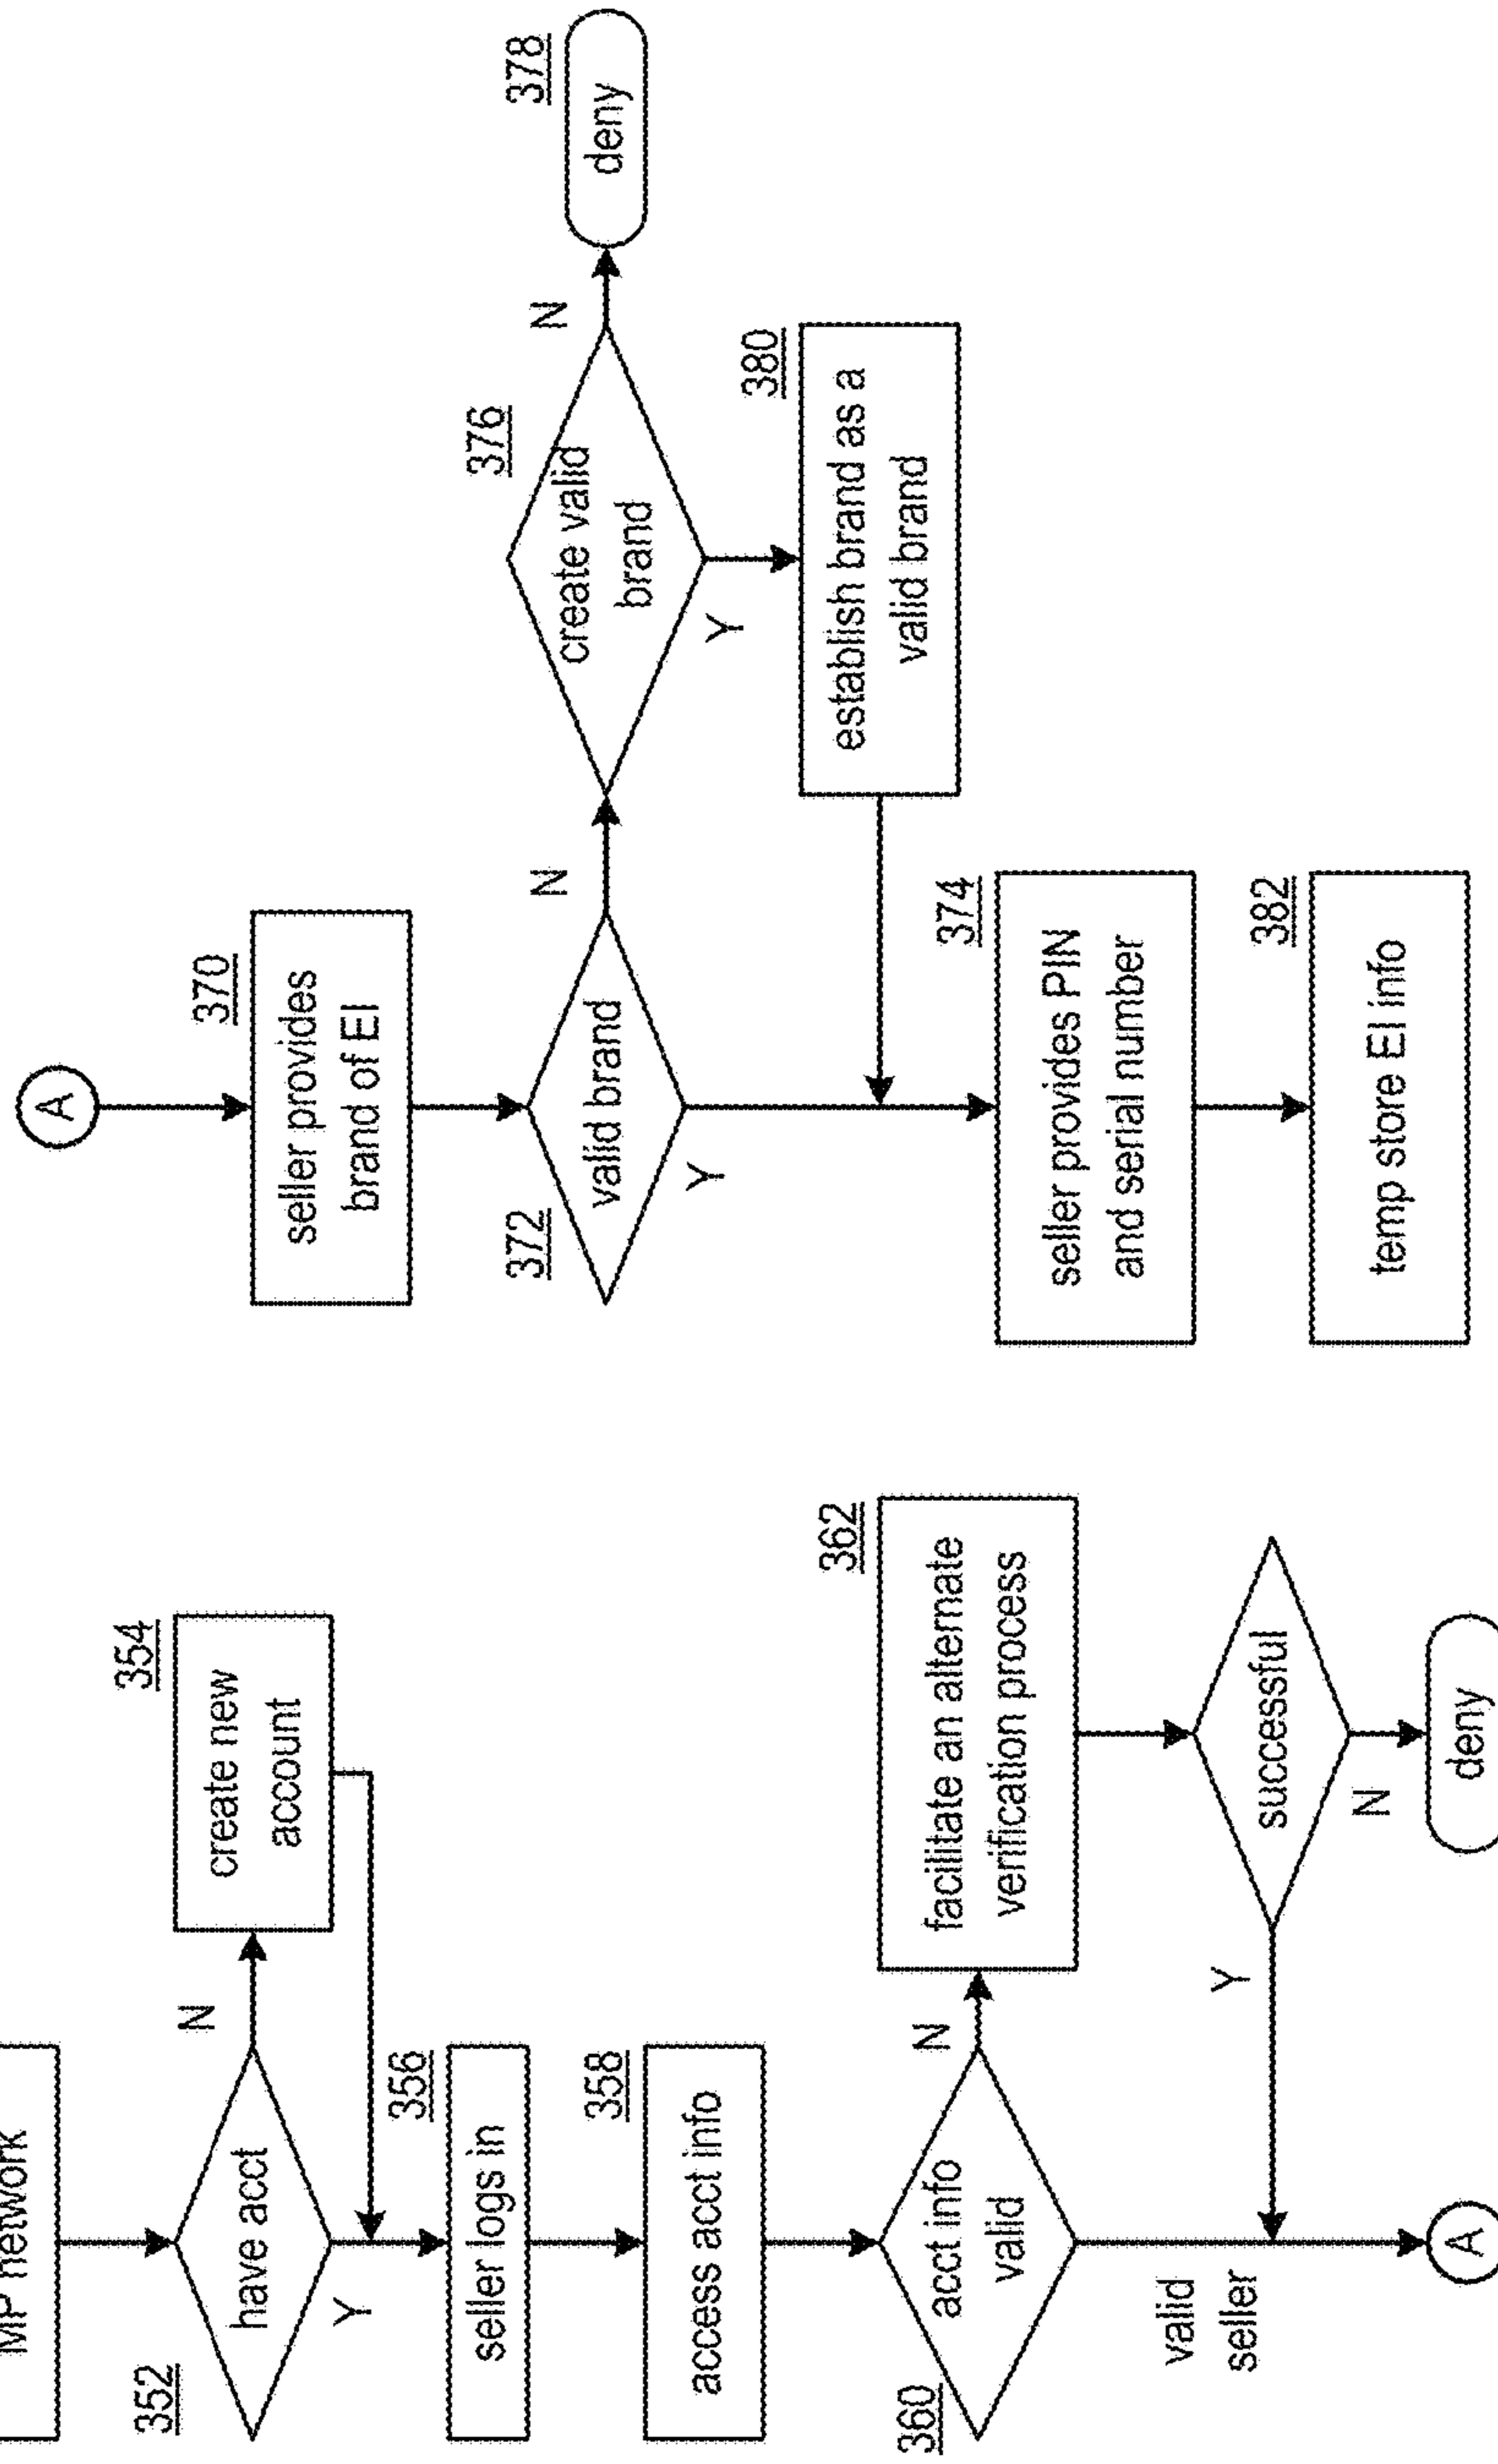 MP network
352
have acct
N
354
create new
account
Y
356
seller logs in
358
access acct info
360
acct info
valid
N
362
facilitate an alternate
verification process
successful
Y
N
deny
valid
seller
A
A
370
seller provides
brand of EI
372
valid brand
N
376
create valid
brand
N
378
deny
Y
380
establish brand as a
valid brand
Y
374
seller provides PIN
and serial number
382
temp store EI info